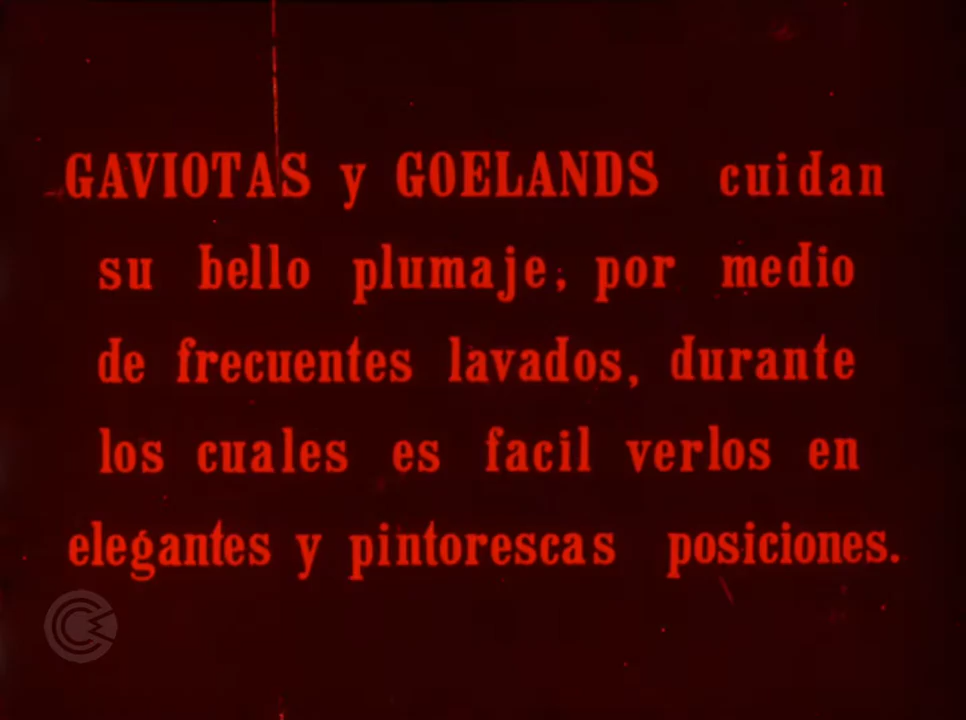 GAVIOTAS y GOELANDS cuidan
su bello plumaje, por medio
de frecuentes lavados, durante
los cuales es facil verlos en
elegantes y pintorescas posiciones.